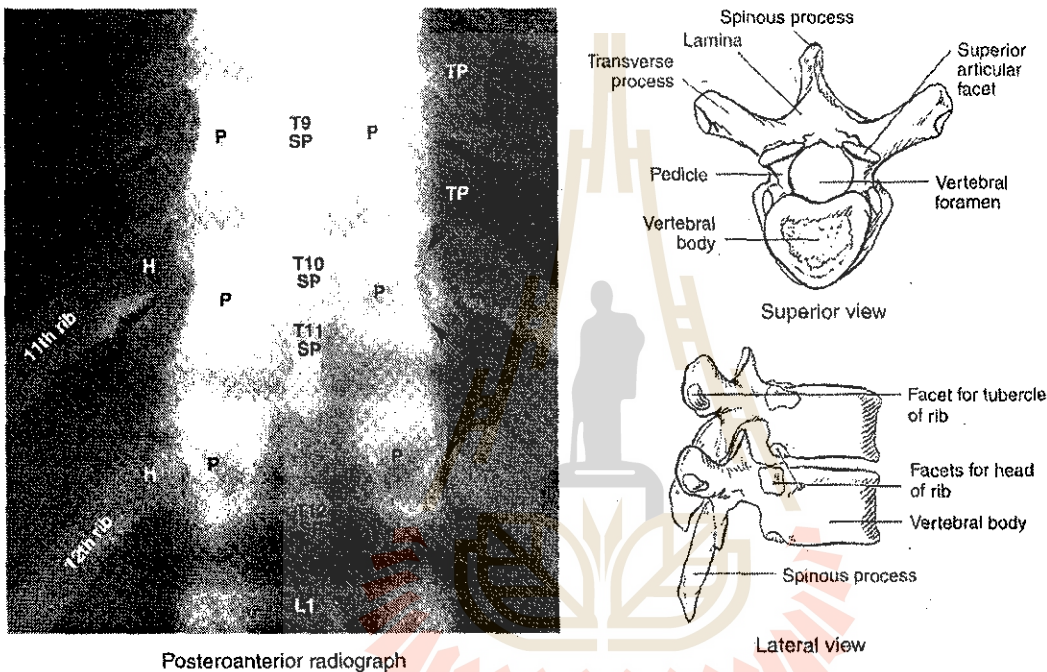 TP
P
T9
SP
P
TP
H
T10
SP
P
P
11th rib
T11
SP
H
P
P
12th rib
T12
L1
Posteroanterior radiograph
Spinous process
Lamina
Transverse
process
Superior
articular
facet
Pedicle
Vertebral
foramen
Vertebral
body
Superior view
Facet for tubercle
of rib
Facets for head
of rib
Vertebral body
Spinous process
Lateral view